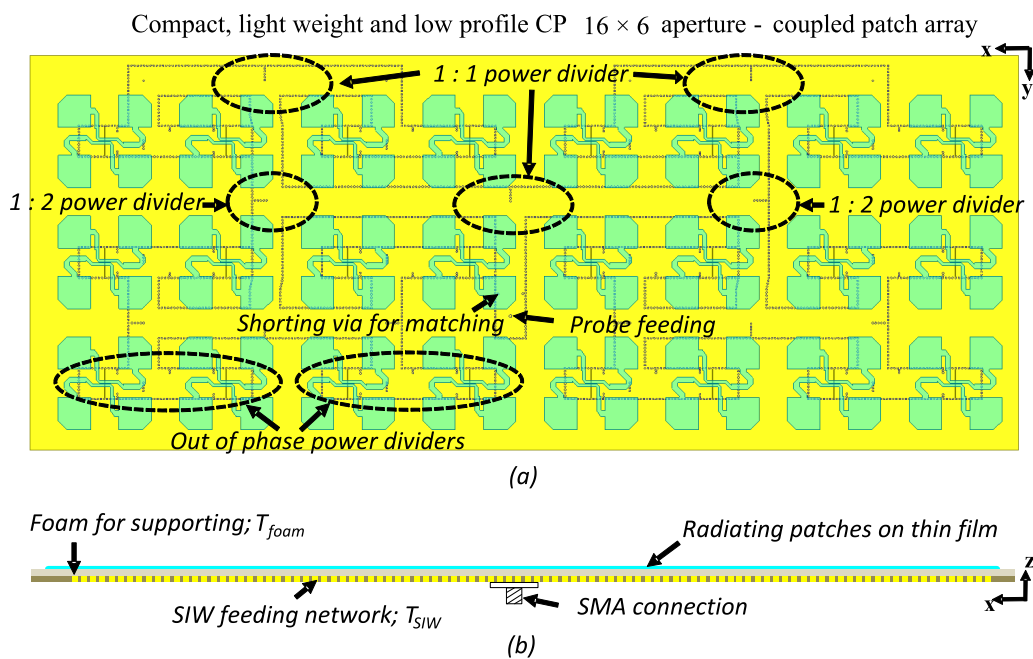 Compact, light weight and low profile CP 16 × 6 aperture - coupled patch array
x
y
1 : 1 power divider
1 : 2 power divider
1 : 2 power divider
Shorting via for matching
Probe feeding
Out of phase power dividers
(a)
Foam for supporting; T_foam
Radiating patches on thin film
z
x
SIW feeding network; T_SIW
SMA connection
(b)